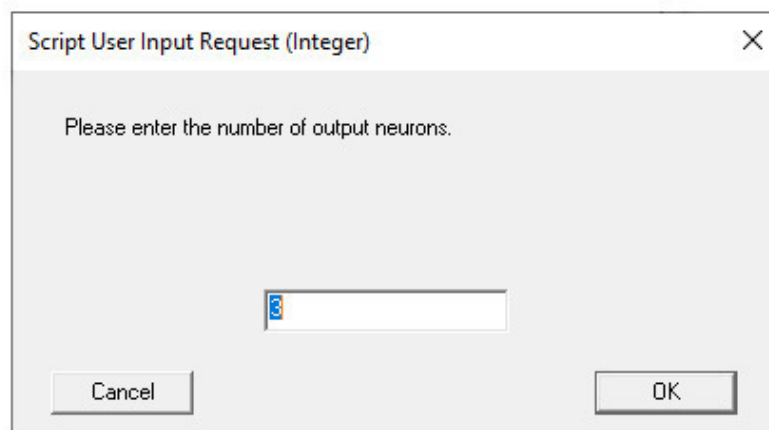 Script User Input Request (Integer)
Please enter the number of output neurons.
3
Cancel
OK